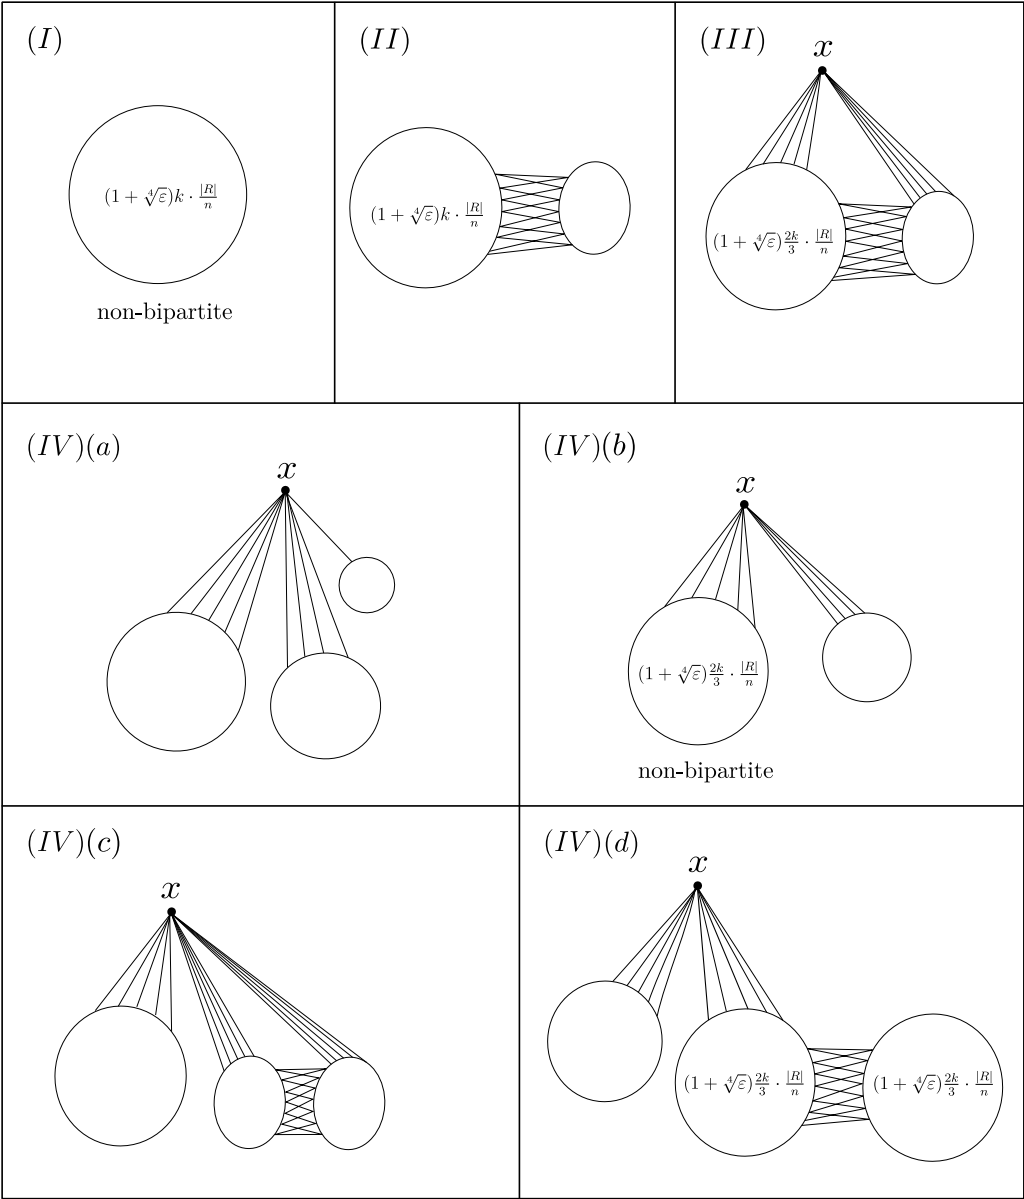 (I)
(1 + ∜ε)k · |R|/n
non-bipartite
(II)
(1 + ∜ε)k · |R|/n
(III)
x
(1 + ∜ε)2k/3 · |R|/n
(IV)(a)
x
(IV)(b)
x
(1 + ∜ε)2k/3 · |R|/n
non-bipartite
(IV)(c)
x
(IV)(d)
x
(1 + ∜ε)2k/3 · |R|/n
(1 + ∜ε)2k/3 · |R|/n